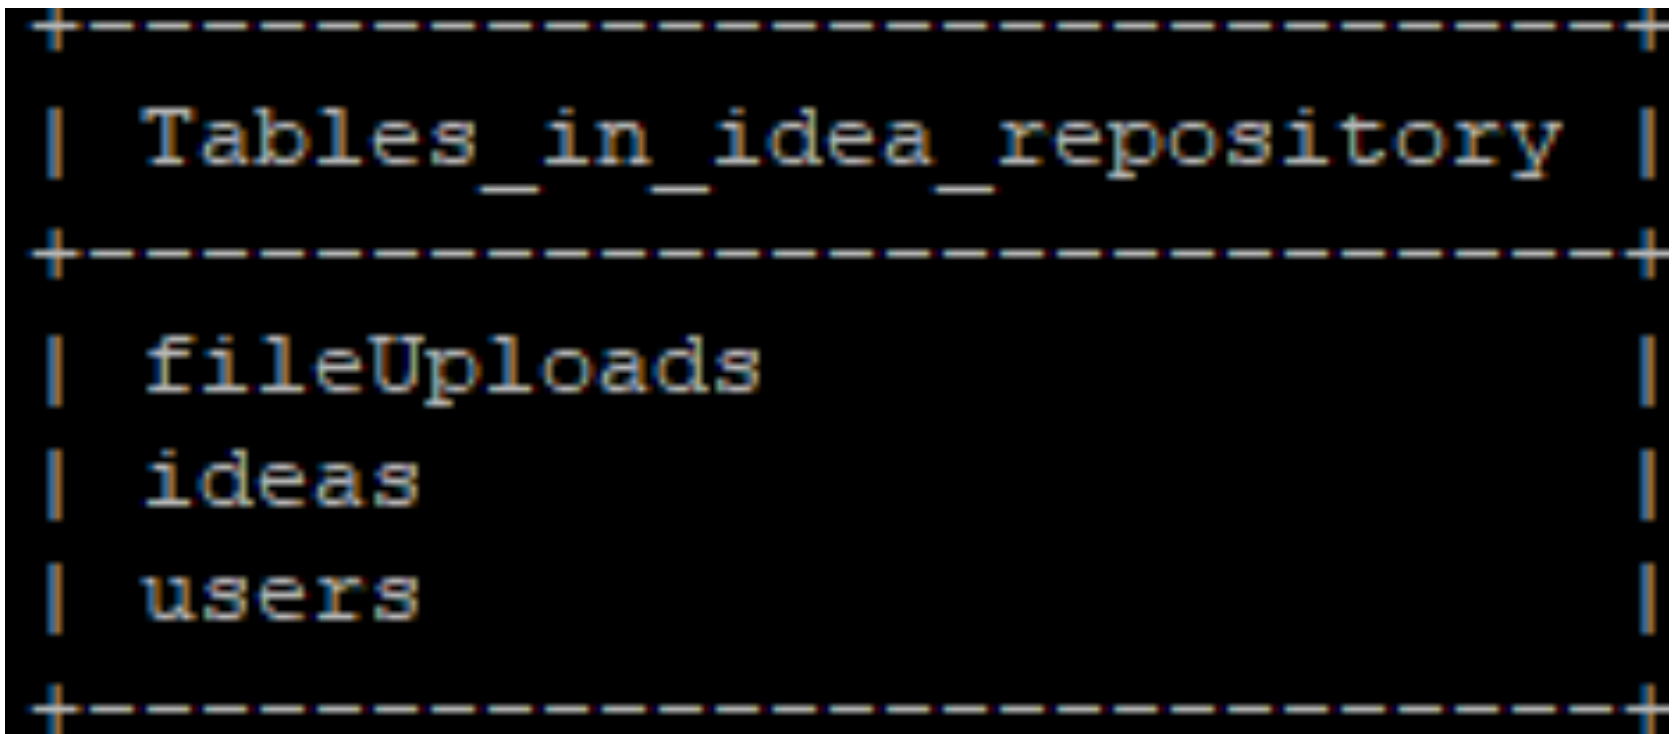 +----------------------------+
| Tables_in_idea_repository |
+----------------------------+
| fileUploads |
| ideas |
| users |
+----------------------------+